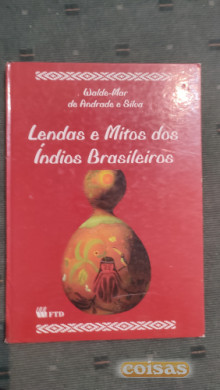 Walde-Mar
de Andrade e Silva
Lendas e Mitos dos
Índios Brasileiros
FTD
coisas